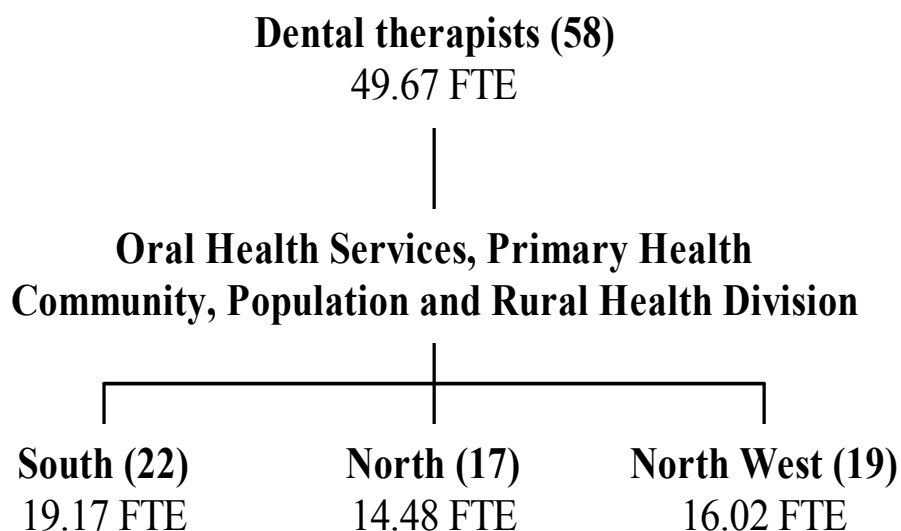 Dental therapists (58)
49.67 FTE
Oral Health Services, Primary Health
Community, Population and Rural Health Division
South (22)
19.17 FTE
North (17)
14.48 FTE
North West (19)
16.02 FTE